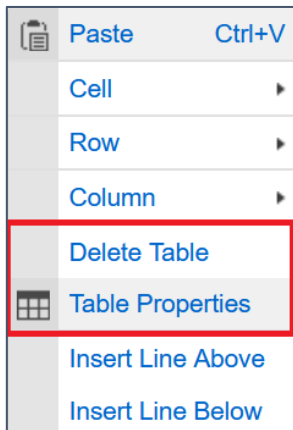 Paste Ctrl+V
Cell
Row
Column
Delete Table
Table Properties
Insert Line Above
Insert Line Below